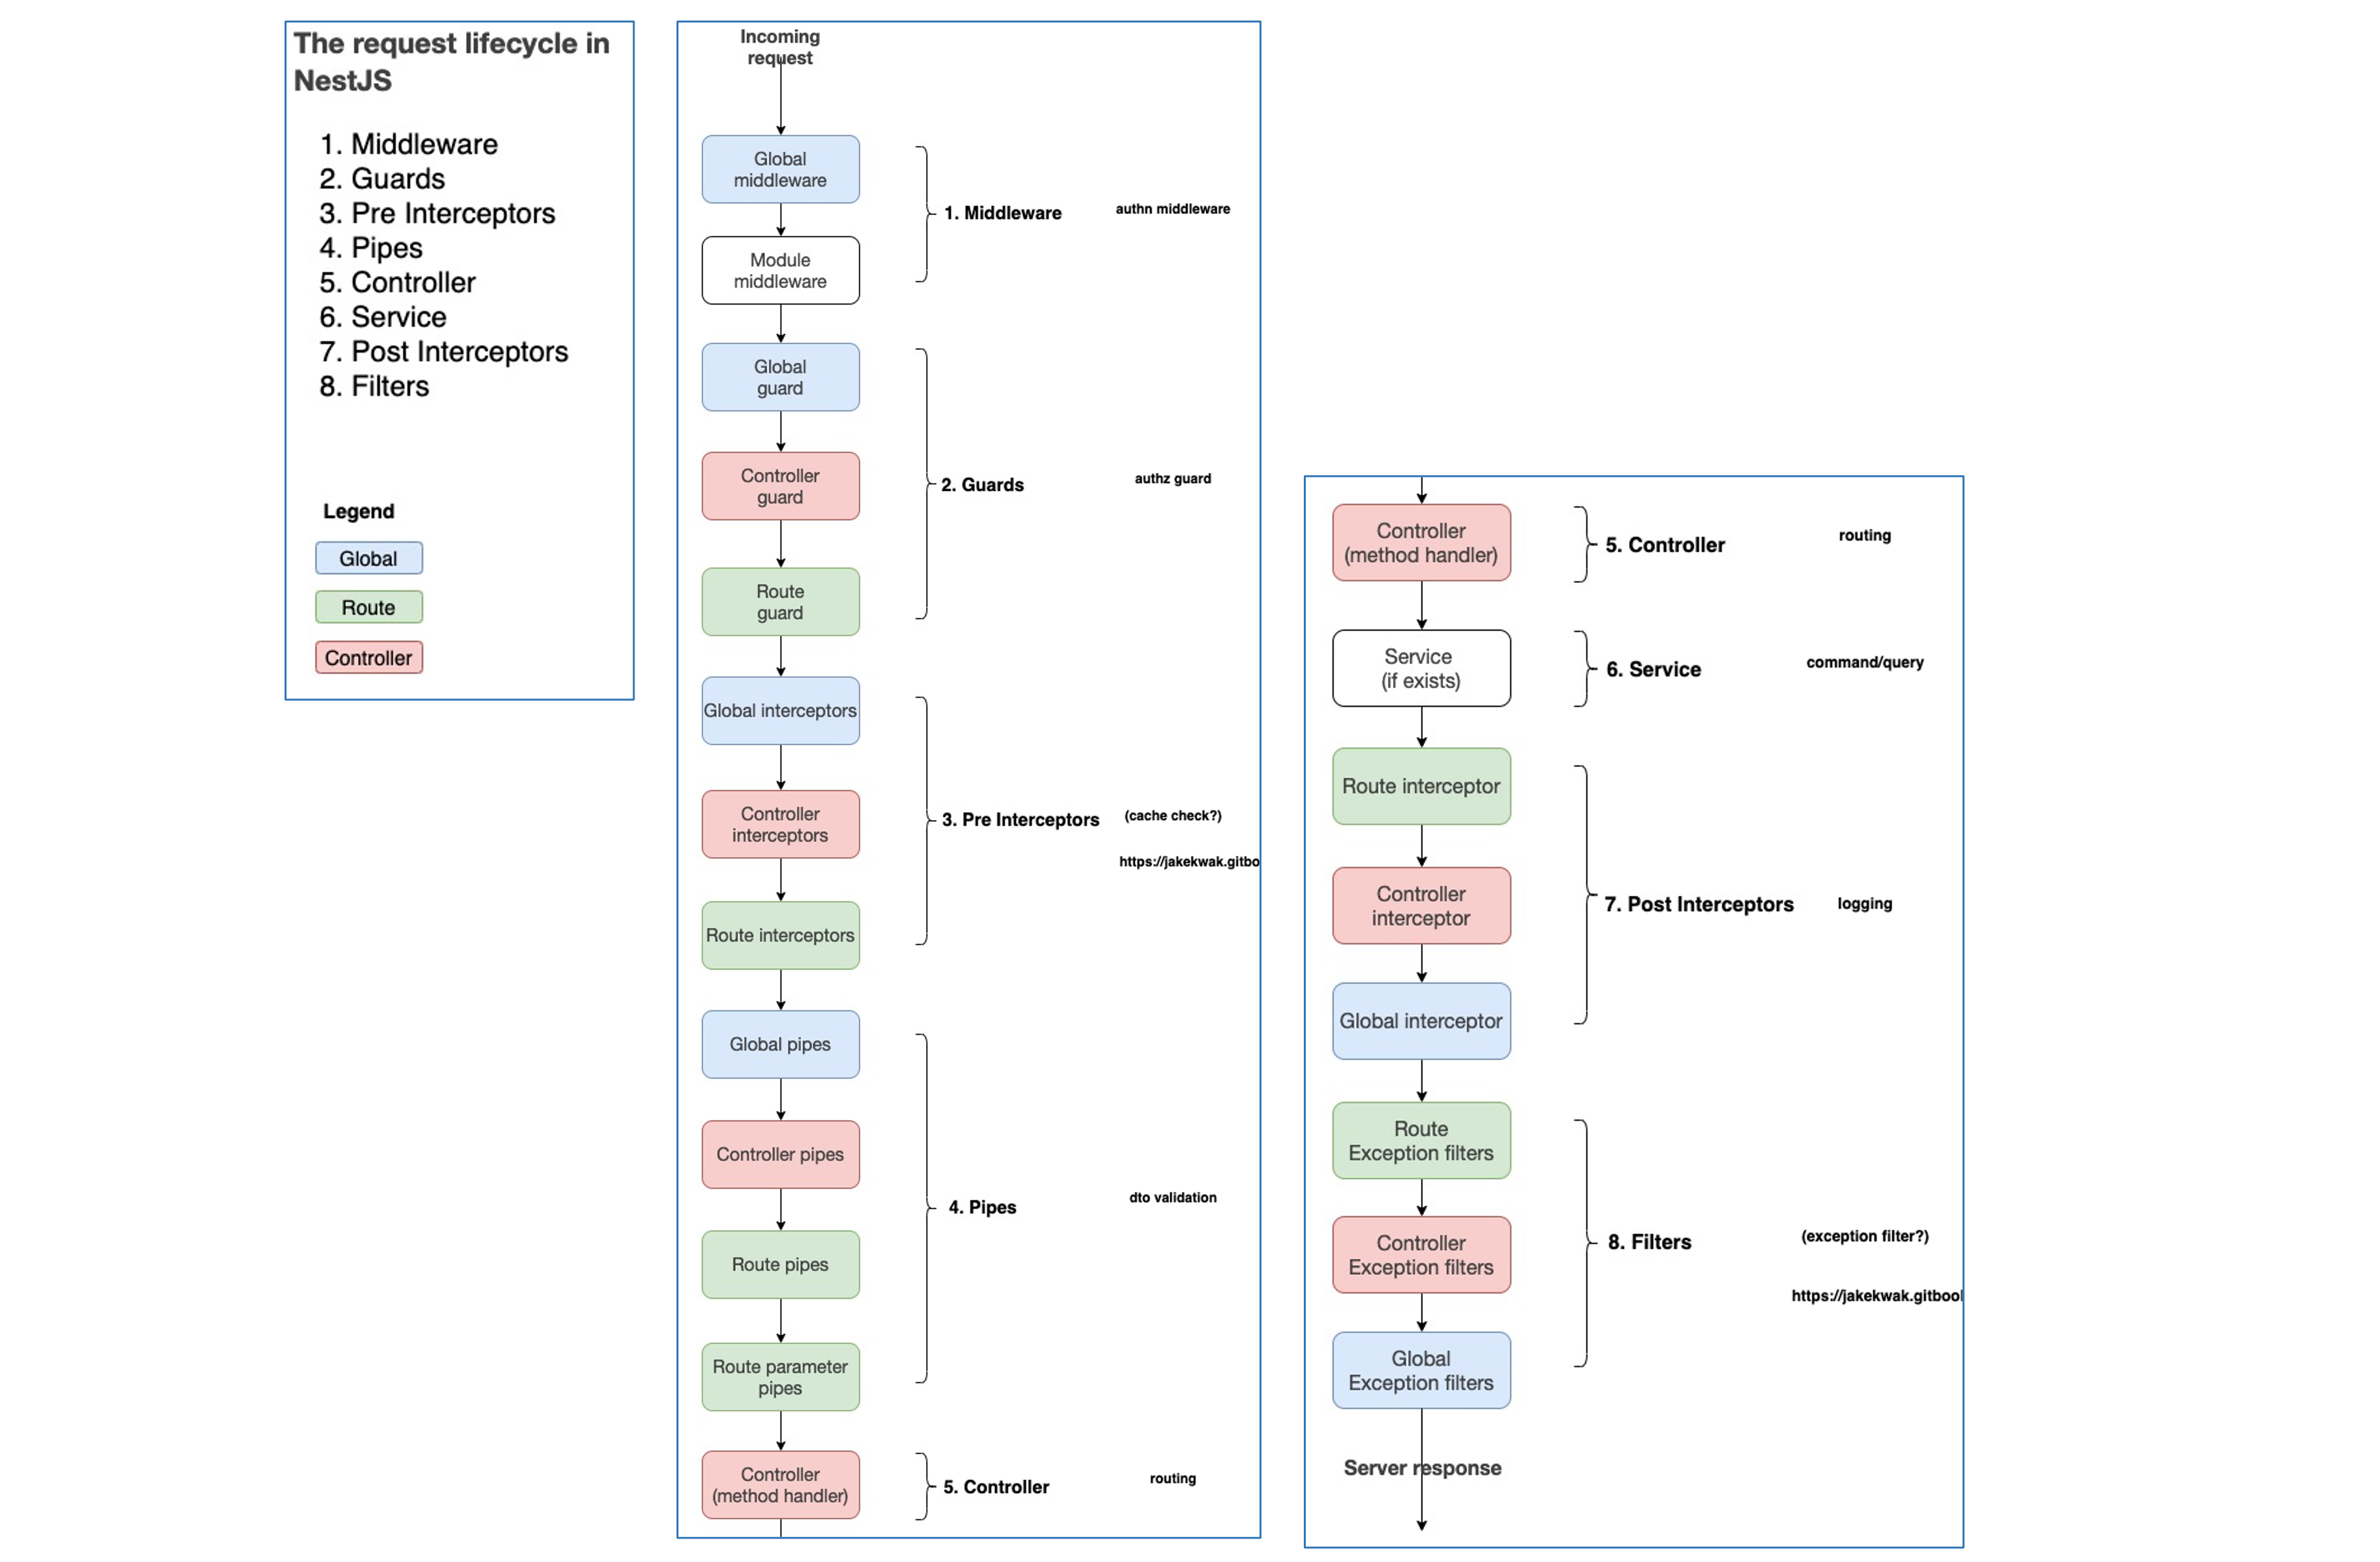 The request lifecycle in
NestJS
1. Middleware
2. Guards
3. Pre Interceptors
4. Pipes
5. Controller
6. Service
7. Post Interceptors
8. Filters
Legend
Global
Route
Controller
Incoming
request
Global
middleware
Module
middleware
1. Middleware
authn middleware
Global
guard
Controller
guard
Route
guard
2. Guards
authz guard
Global interceptors
Controller
interceptors
Route interceptors
3. Pre Interceptors
(cache check?)
https://jakekwak.gitbo
Global pipes
Controller pipes
Route pipes
Route parameter
pipes
4. Pipes
dto validation
Controller
(method handler)
5. Controller
routing
Controller
(method handler)
5. Controller
routing
Service
(if exists)
6. Service
command/query
Route interceptor
Controller
interceptor
Global interceptor
7. Post Interceptors
logging
Route
Exception filters
Controller
Exception filters
Global
Exception filters
8. Filters
(exception filter?)
https://jakekwak.gitbool
Server response